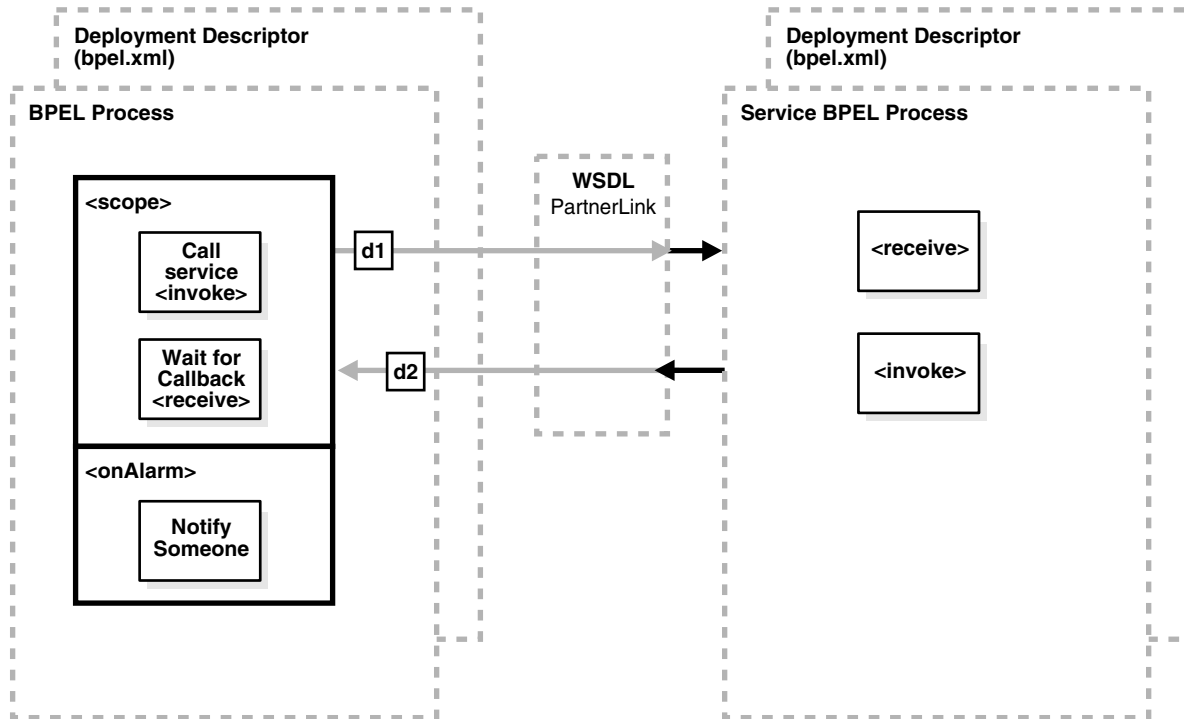 Deployment Descriptor
(bpel.xml)
BPEL Process
<scope>
Call
service
<invoke>
Wait for
Callback
<receive>
<onAlarm>
Notify
Someone
d1
d2
WSDL
PartnerLink
Deployment Descriptor
(bpel.xml)
Service BPEL Process
<receive>
<invoke>